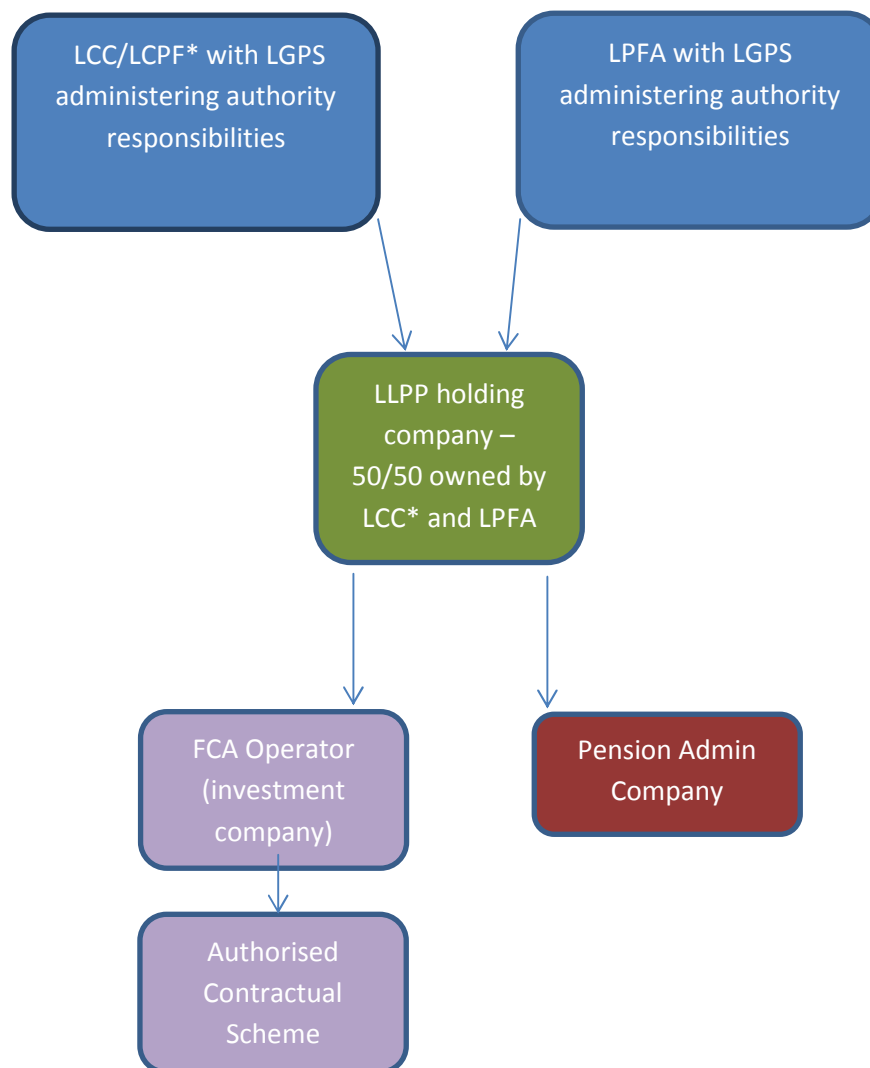 LCC/LCPF* with LGPS
administering authority
responsibilities
LPFA with LGPS
administering authority
responsibilities
LLPP holding
company –
50/50 owned by
LCC* and LPFA
FCA Operator
(investment
company)
Pension Admin
Company
Authorised
Contractual
Scheme